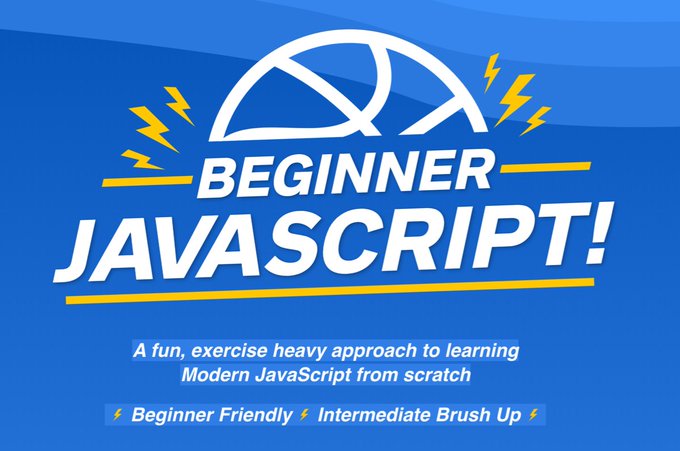 BEGINNER
JAVASCRIPT!
A fun, exercise heavy approach to learning
Modern JavaScript from scratch
⚡ Beginner Friendly ⚡ Intermediate Brush Up ⚡